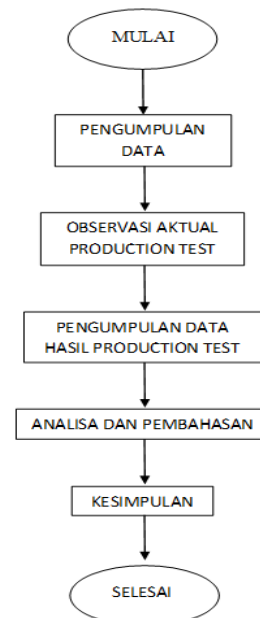 MULAI
PENGUMPULAN
DATA
OBSERVASI AKTUAL
PRODUCTION TEST
PENGUMPULAN DATA
HASIL PRODUCTION TEST
ANALISA DAN PEMBAHASAN
KESIMPULAN
SELESAI